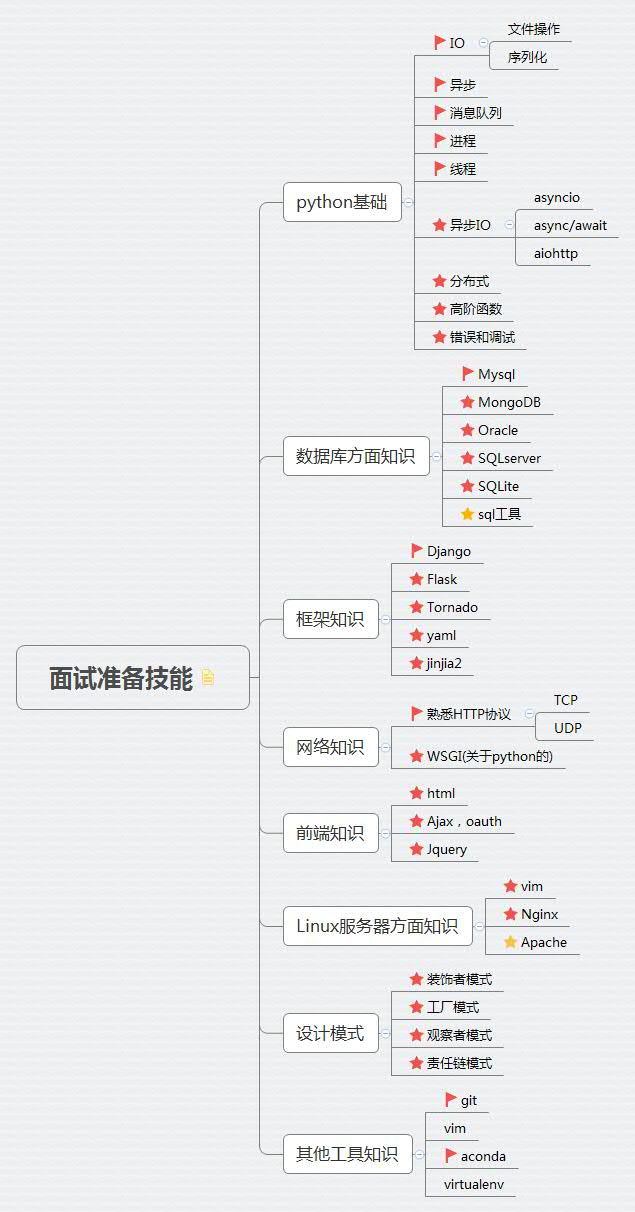 面试准备技能
python基础
IO
文件操作
序列化
异步
消息队列
进程
线程
异步IO
asyncio
async/await
aiohttp
分布式
高阶函数
错误和调试
数据库方面知识
Mysql
MongoDB
Oracle
SQLserver
SQLite
sql工具
框架知识
Django
Flask
Tornado
yaml
jinjia2
网络知识
熟悉HTTP协议
TCP
UDP
WSGI(关于python的)
前端知识
html
Ajax，oauth
Jquery
Linux服务器方面知识
vim
Nginx
Apache
设计模式
装饰者模式
工厂模式
观察者模式
责任链模式
其他工具知识
git
vim
aconda
virtualenv